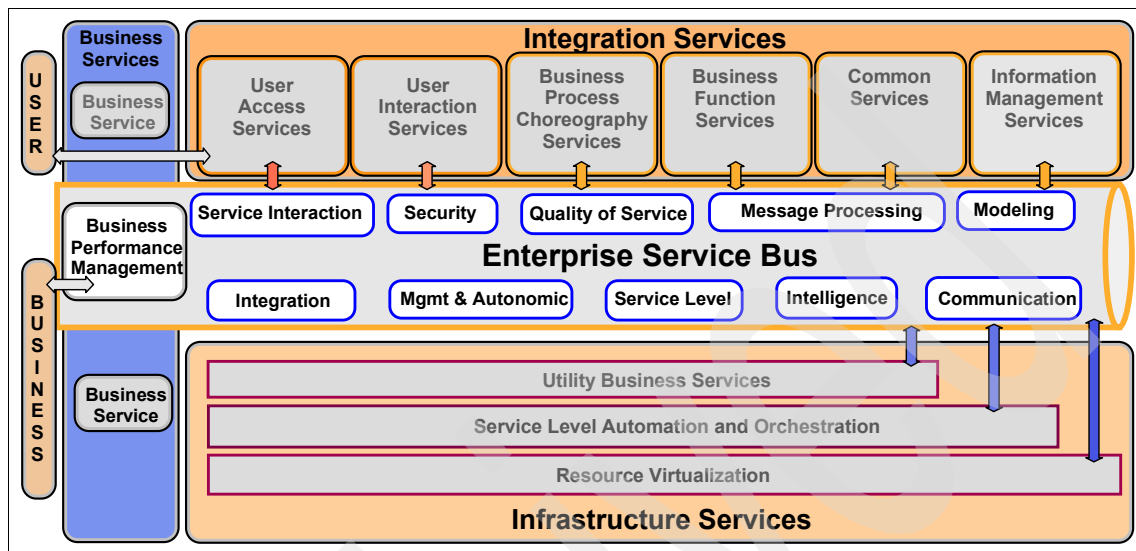 Business
Services
Integration Services
USER
Business
Service
User
Access
Services
User
Interaction
Services
Business
Process
Choreography
Services
Business
Function
Services
Common
Services
Information
Management
Services
Service Interaction
Security
Quality of Service
Message Processing
Modeling
Business
Performance
Management
Enterprise Service Bus
BUSINESS
Integration
Mgmt & Autonomic
Service Level
Intelligence
Communication
Business
Service
Utility Business Services
Service Level Automation and Orchestration
Resource Virtualization
Infrastructure Services